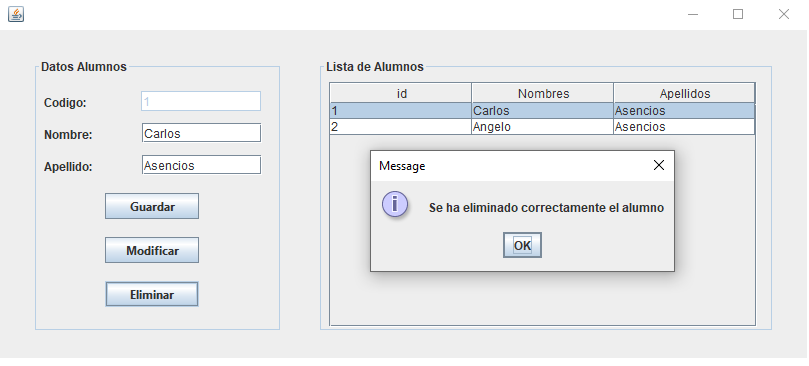 Datos Alumnos
Codigo: 1
Nombre: Carlos
Apellido: Asencios
Guardar
Modificar
Eliminar
Lista de Alumnos
id Nombres Apellidos
1 Carlos Asencios
2 Angelo Asencios
Message
Se ha eliminado correctamente el alumno
OK